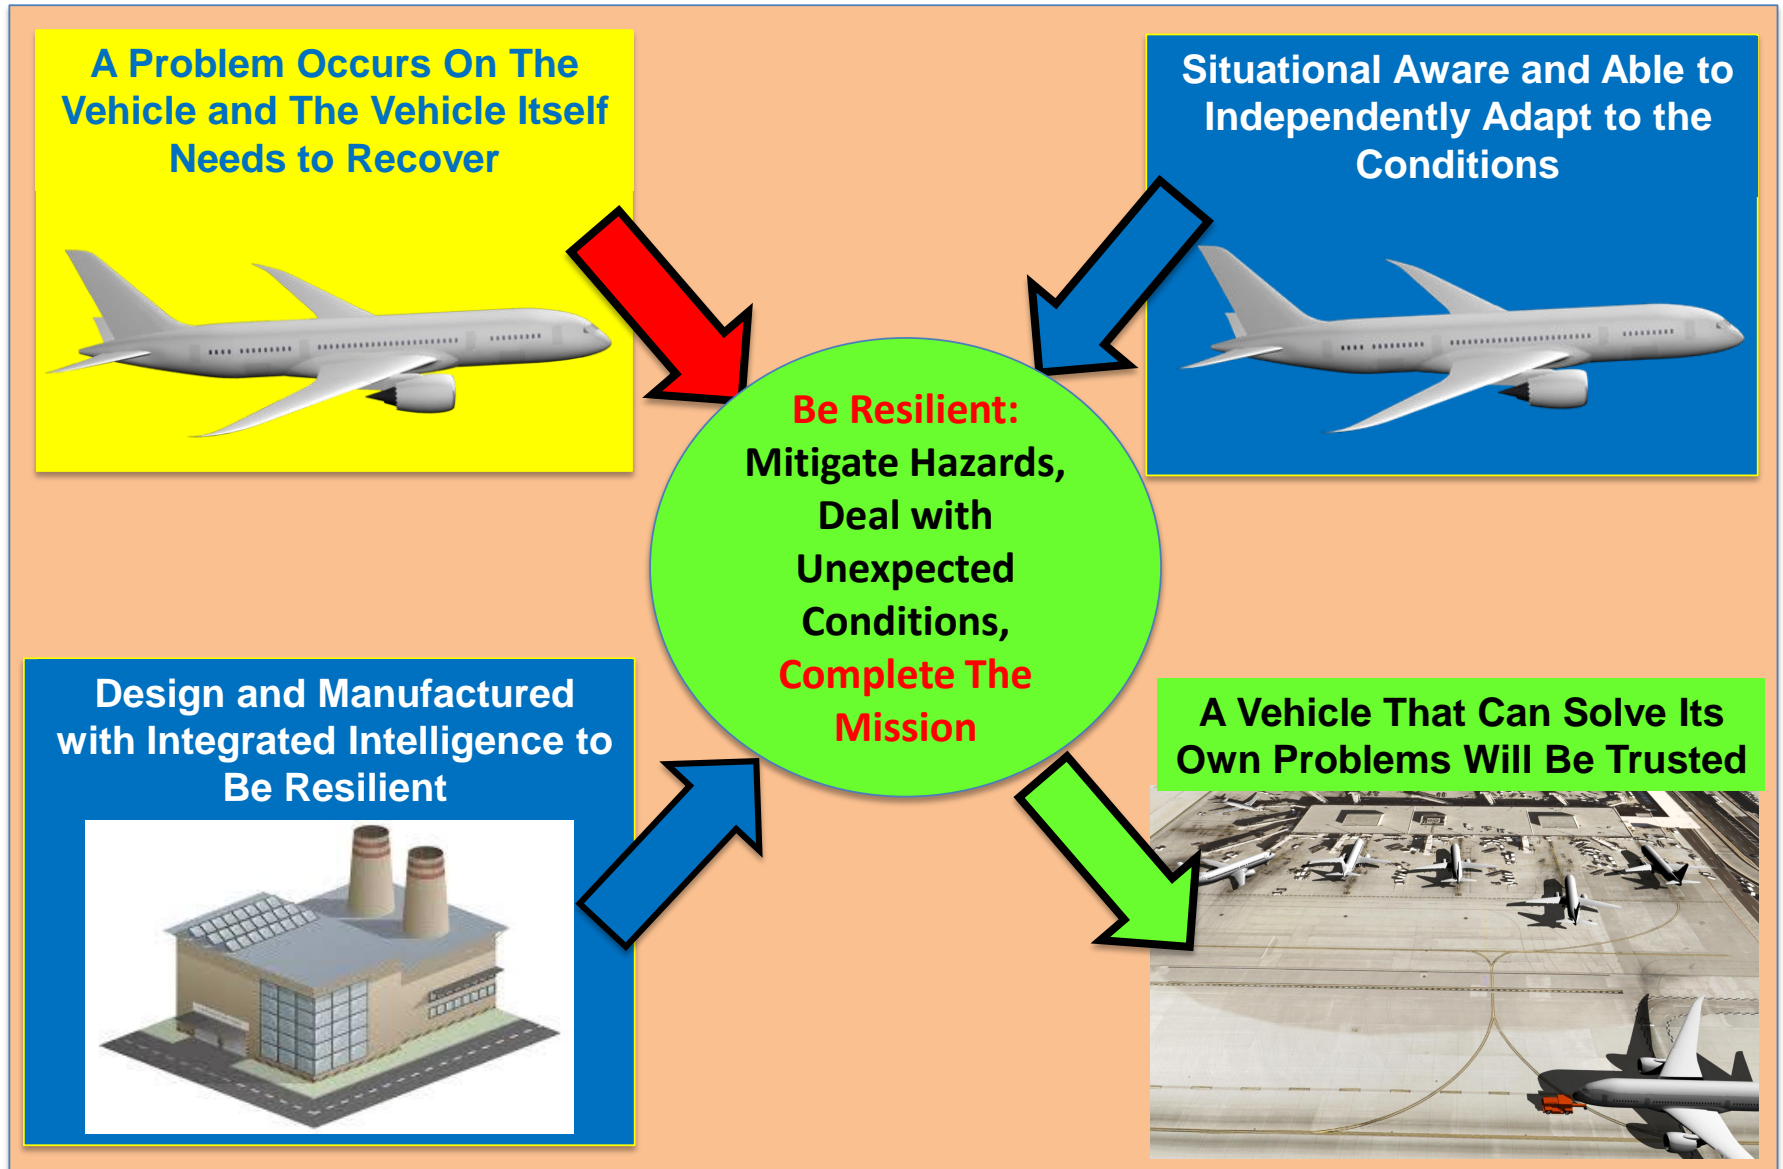 A Problem Occurs On The
Vehicle and The Vehicle Itself
Needs to Recover
Situational Aware and Able to
Independently Adapt to the
Conditions
Be Resilient:
Mitigate Hazards,
Deal with
Unexpected
Conditions,
Complete The
Mission
Design and Manufactured
with Integrated Intelligence to
Be Resilient
A Vehicle That Can Solve Its
Own Problems Will Be Trusted